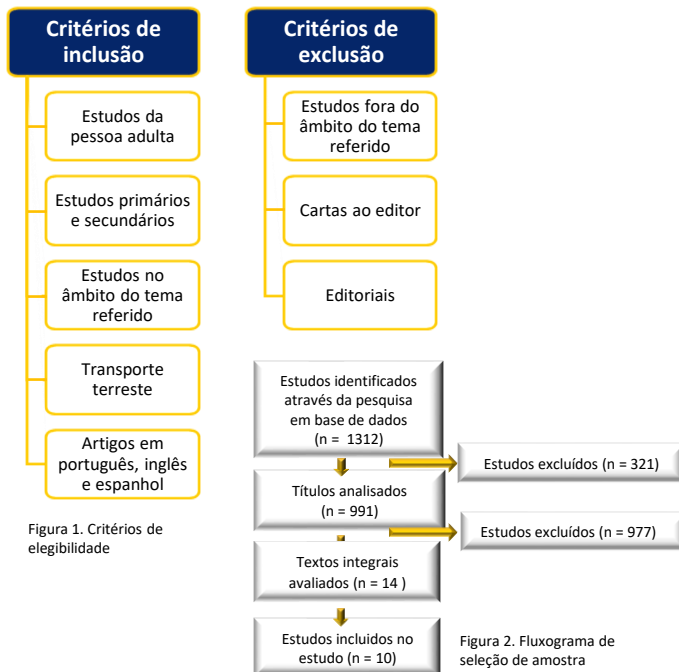 Critérios de
inclusão
Estudos da
pessoa adulta
Estudos primários
e secundários
Estudos no
âmbito do tema
referido
Transporte
terreste
Artigos em
português, inglês
e espanhol
Figura 1. Critérios de
elegibilidade
Critérios de
exclusão
Estudos fora do
âmbito do tema
referido
Cartas ao editor
Editoriais
Estudos identificados
através da pesquisa
em base de dados
(n = 1312)
Estudos excluídos (n = 321)
Títulos analisados
(n = 991)
Estudos excluídos (n = 977)
Textos integrais
avaliados (n = 14 )
Estudos incluidos no
estudo (n = 10)
Figura 2. Fluxograma de
seleção de amostra